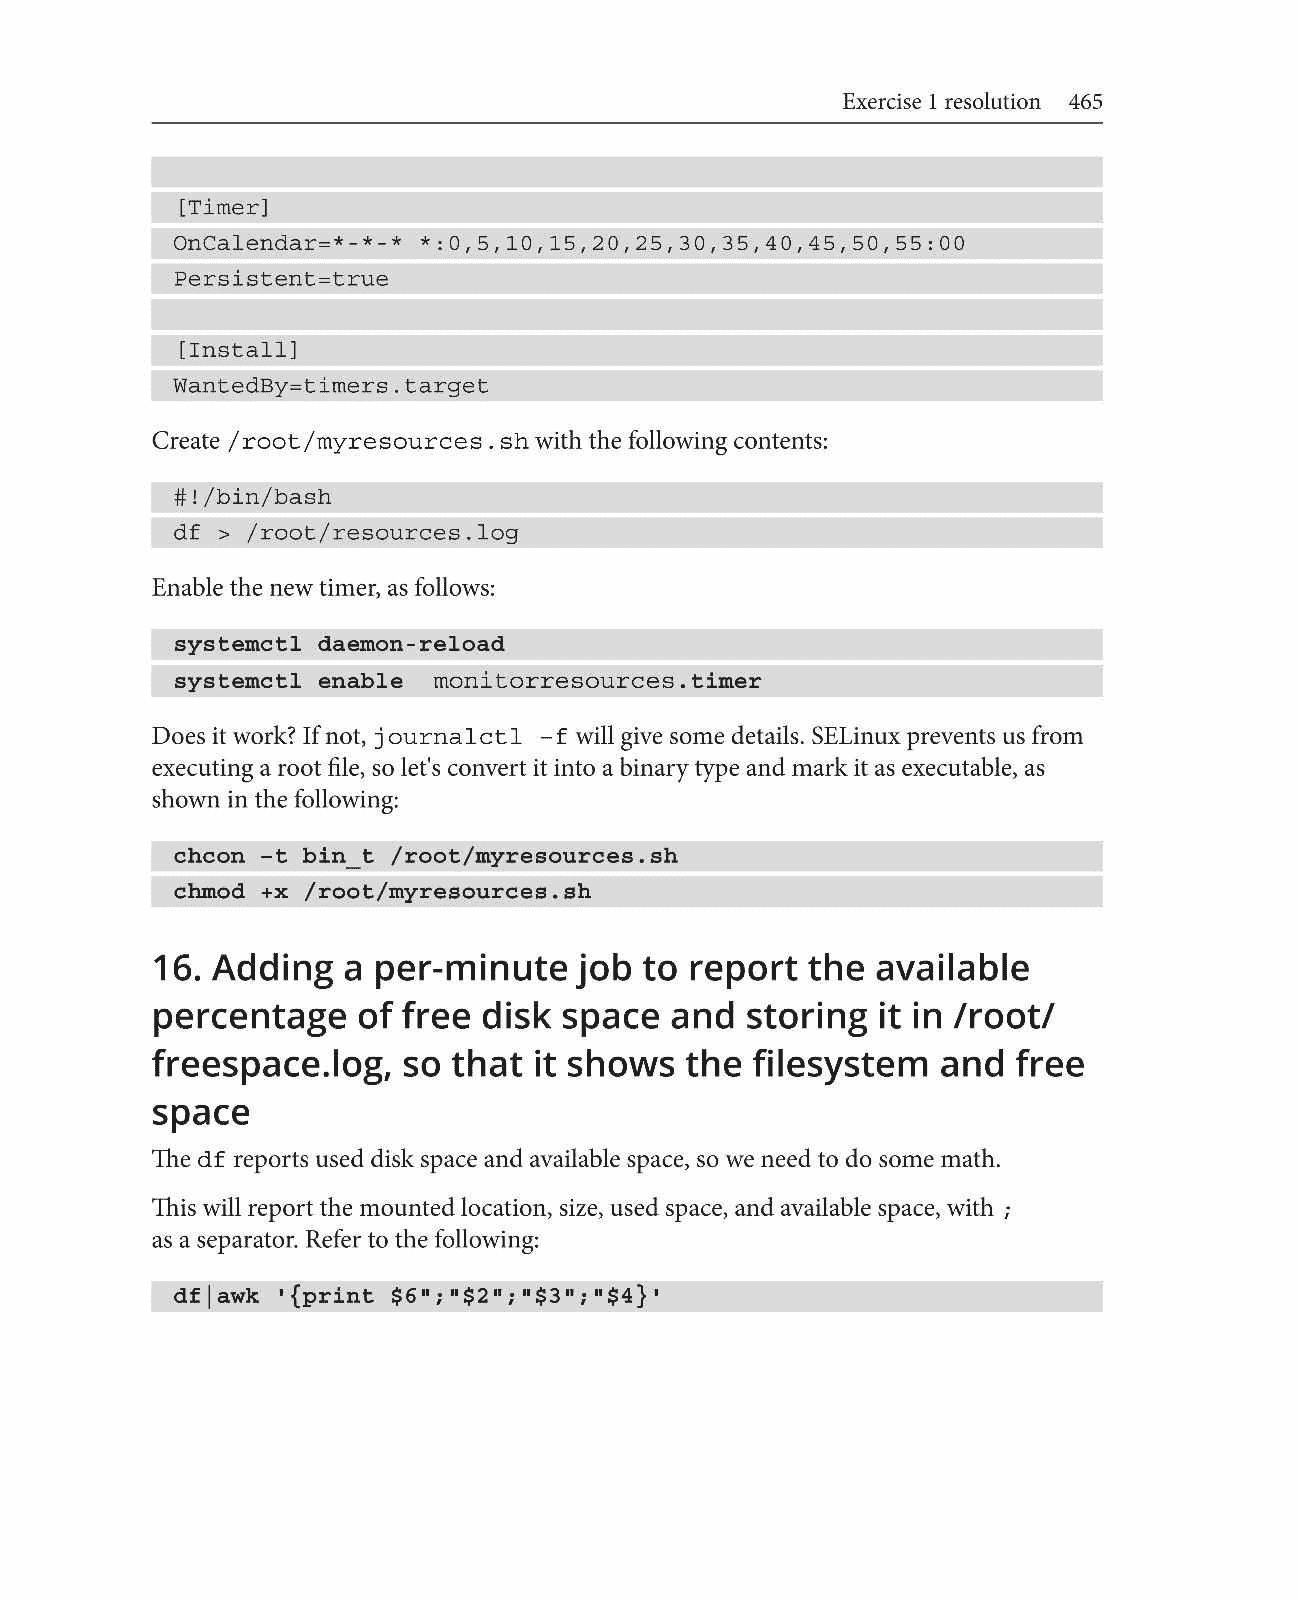 Exercise 1 resolution 465
[Timer]
OnCalendar=*-*-* *:0,5,10,15,20,25,30,35,40,45,50,55:00
Persistent=true
[Install]
WantedBy=timers.target
Create /root/myresources.sh with the following contents:
#!/bin/bash
df > /root/resources.log
Enable the new timer, as follows:
systemctl daemon-reload
systemctl enable  monitorresources.timer
Does it work? If not, journalctl –f will give some details. SELinux prevents us from
executing a root file, so let's convert it into a binary type and mark it as executable, as
shown in the following:
chcon –t bin_t /root/myresources.sh
chmod +x /root/myresources.sh
16. Adding a per-minute job to report the available
percentage of free disk space and storing it in /root/
freespace.log, so that it shows the filesystem and free
space
The df reports used disk space and available space, so we need to do some math.
This will report the mounted location, size, used space, and available space, with ;
as a separator. Refer to the following:
df|awk '{print $6";"$2";"$3";"$4}'